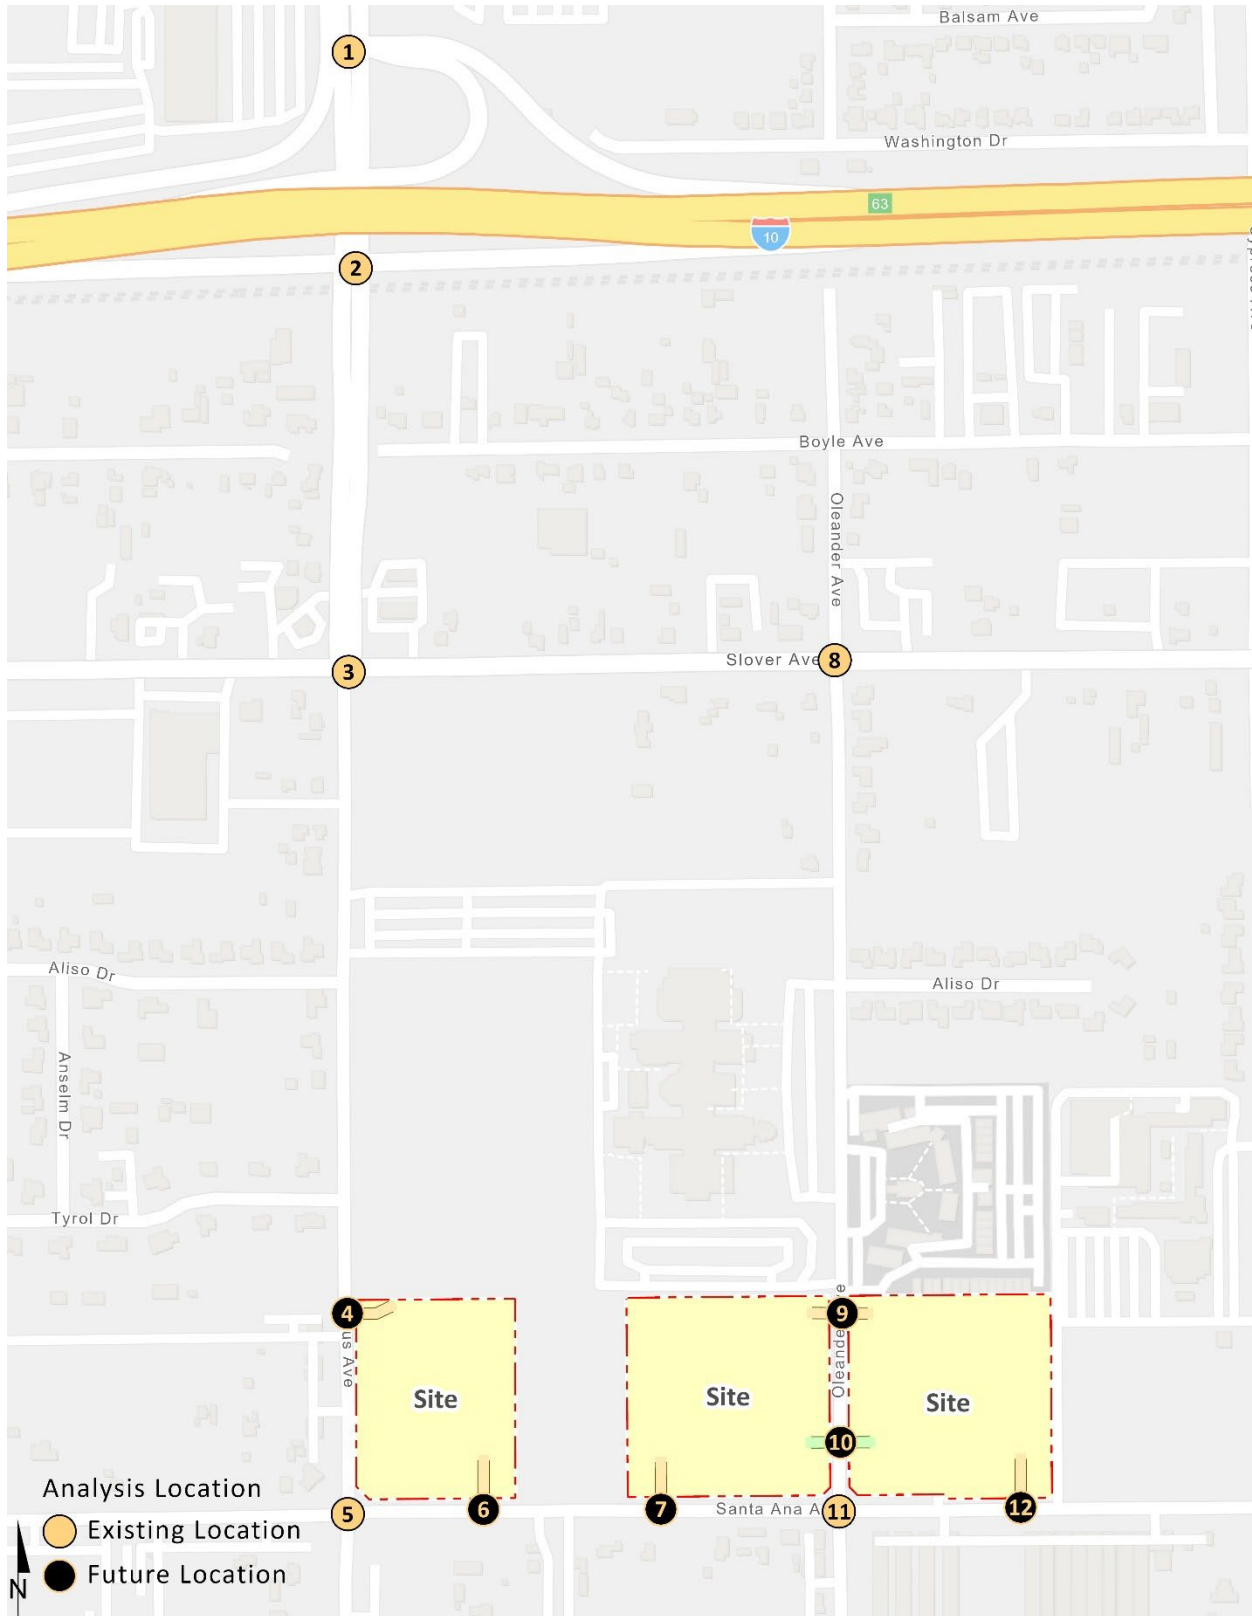 Balsam Ave
1
Washington Dr
63
10
2
Boyle Ave
Oleander Ave
Slover Ave
3
8
Aliso Dr
Aliso Dr
Anselm Dr
Tyrol Dr
4
9
us Ave
Oleande
e
Site
Site
Site
10
Analysis Location
5
6
7
Santa Ana A
11
12
Existing Location
Future Location
N